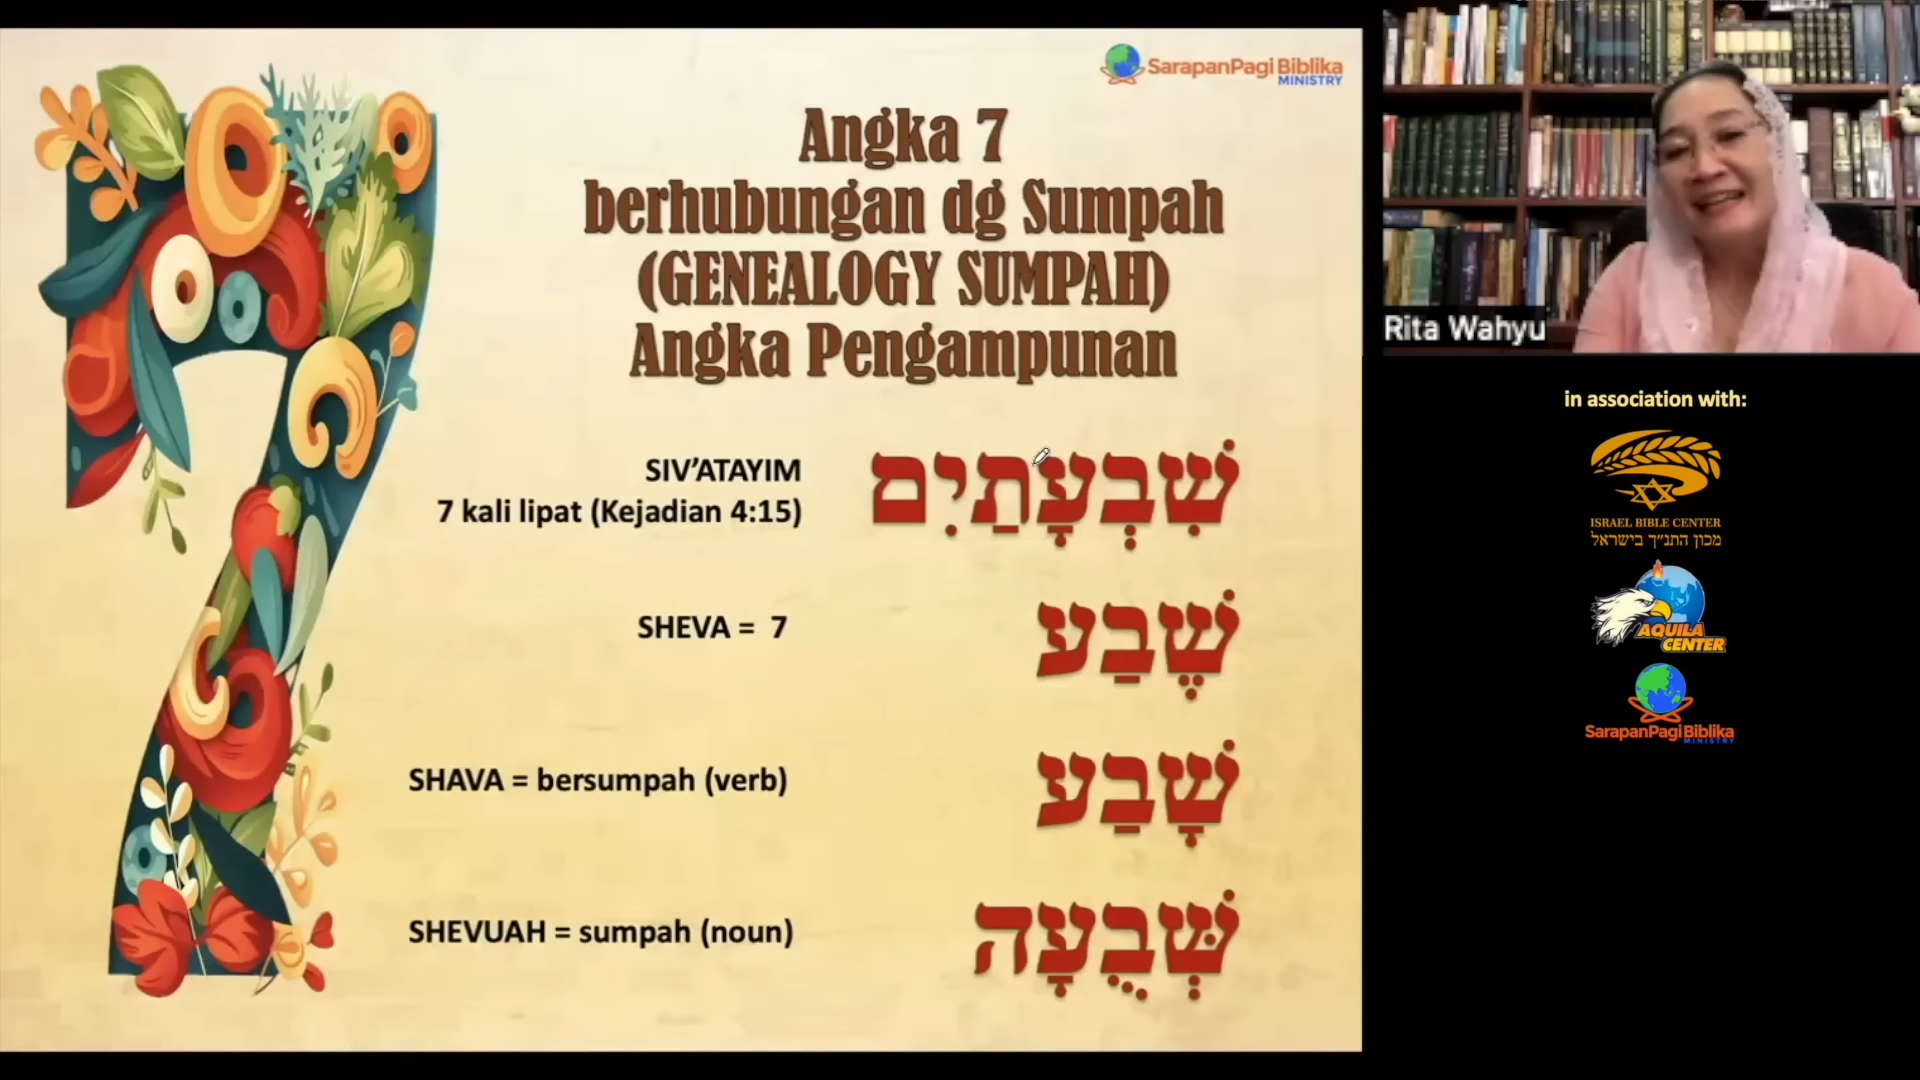 SarapanPagi Biblika
MINISTRY
Angka 7
berhubungan dg Sumpah
(GENEALOGY SUMPAH)
Angka Pengampunan
SIV'ATAYIM
7 kali lipat (Kejadian 4:15)
שִׁבְעָתַיִם
SHEVA = 7
שֶׁבַע
SHAVA = bersumpah (verb)
שָׁבַע
SHEVUAH = sumpah (noun)
שְּׁבֻעָה
Rita Wahyu
in association with:
ISRAEL BIBLE CENTER
מכון התנ״ך בישראל
AQUILA
CENTER
SarapanPagi Biblika
MINISTRY